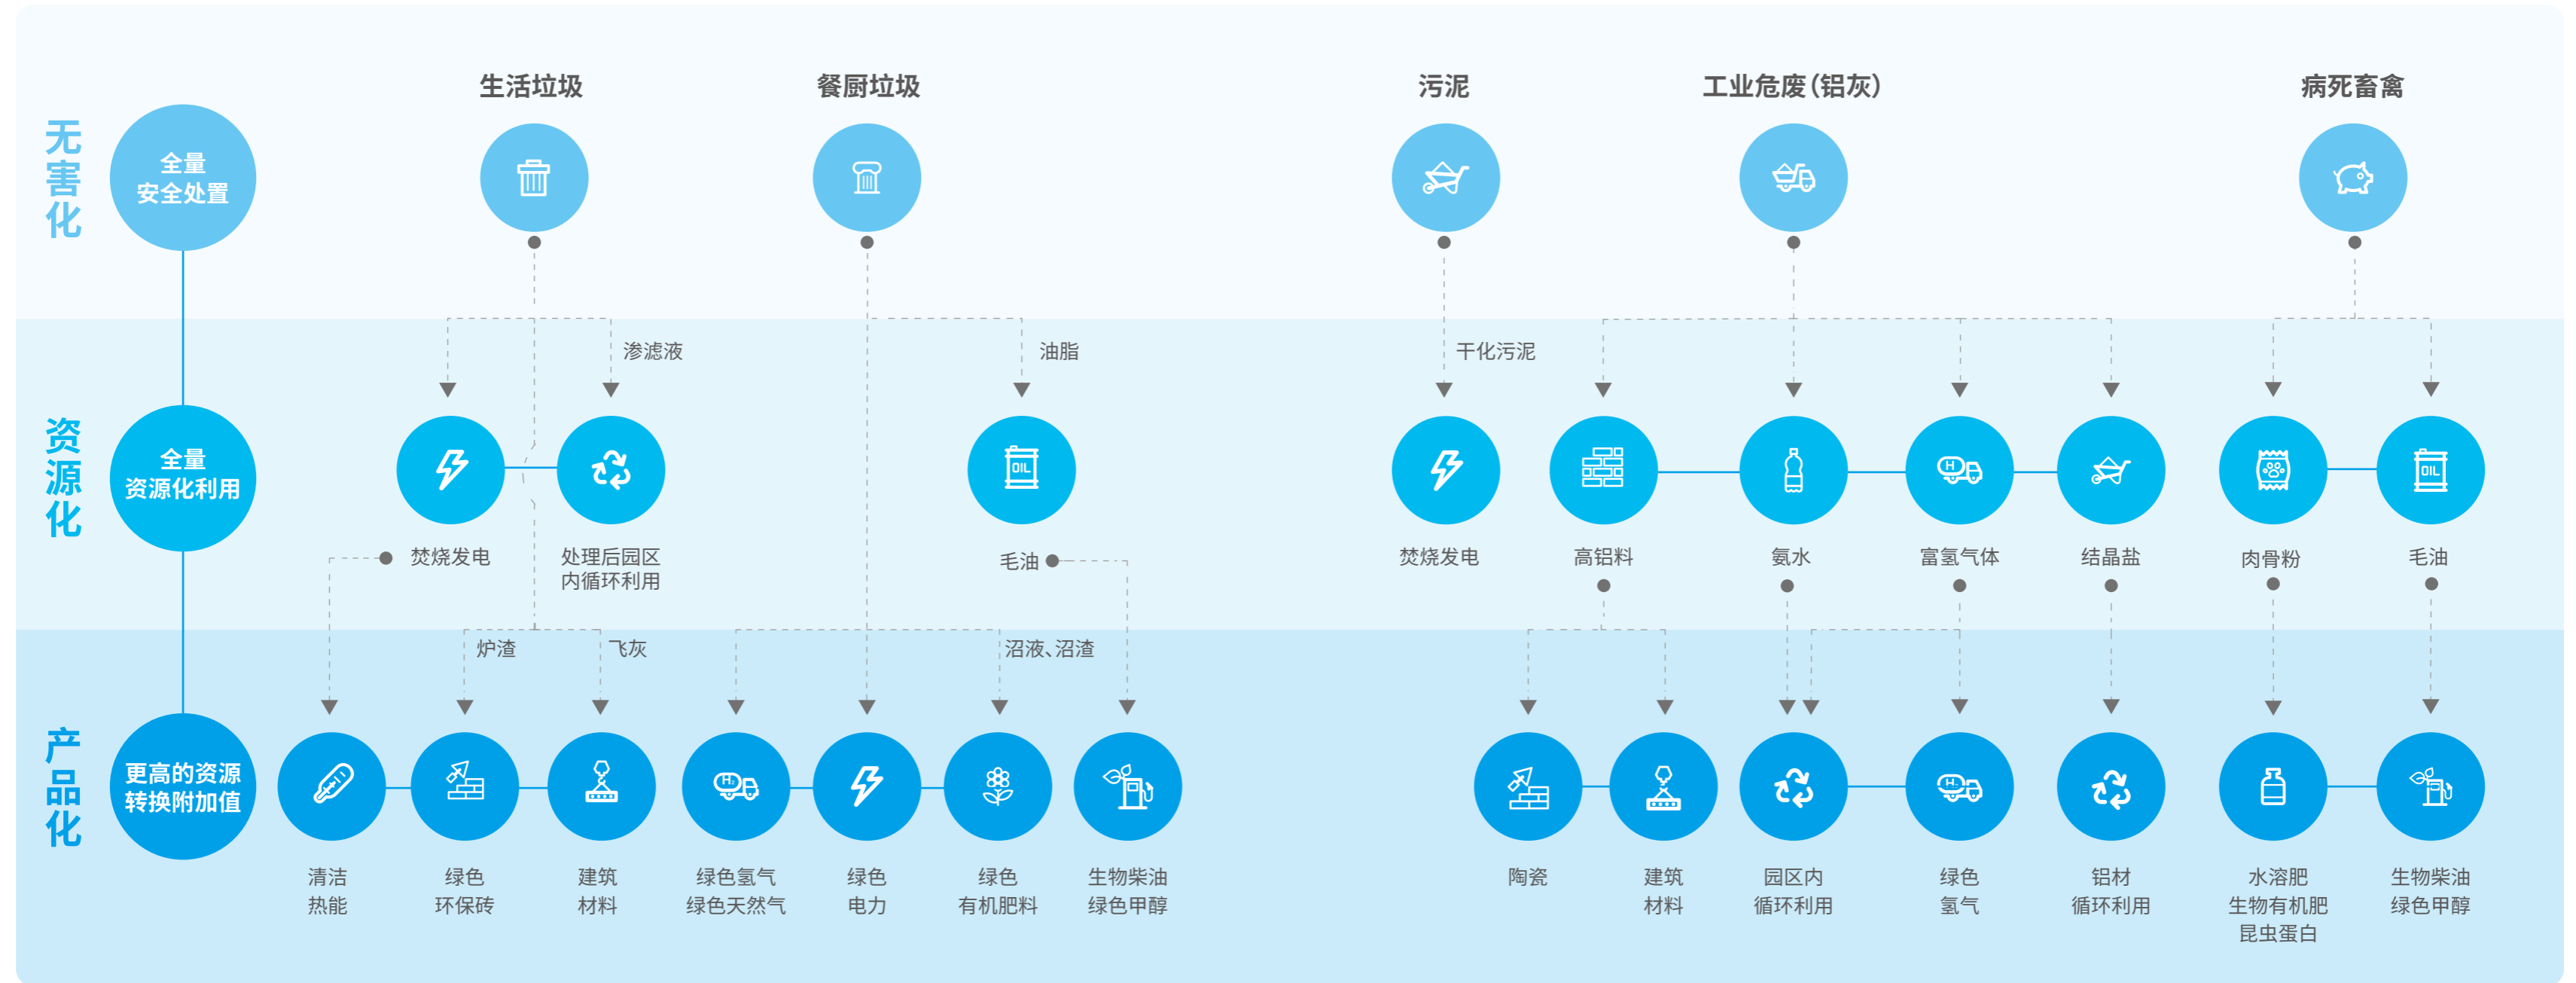 无害化
全量
安全处置
生活垃圾
餐厨垃圾
污泥
工业危废（铝灰）
病死畜禽
资源化
全量
资源化利用
渗滤液
油脂
干化污泥
OIL
H
OIL
焚烧发电
处理后园区
内循环利用
毛油
焚烧发电
高铝料
氨水
富氢气体
结晶盐
肉骨粉
毛油
产品化
更高的资源
转换附加值
炉渣
飞灰
沼液、沼渣
H₂
H₂
清洁
热能
绿色
环保砖
建筑
材料
绿色氢气
绿色天然气
绿色
电力
绿色
有机肥料
生物柴油
绿色甲醇
陶瓷
建筑
材料
园区内
循环利用
绿色
氢气
铝材
循环利用
水溶肥
生物有机肥
昆虫蛋白
生物柴油
绿色甲醇